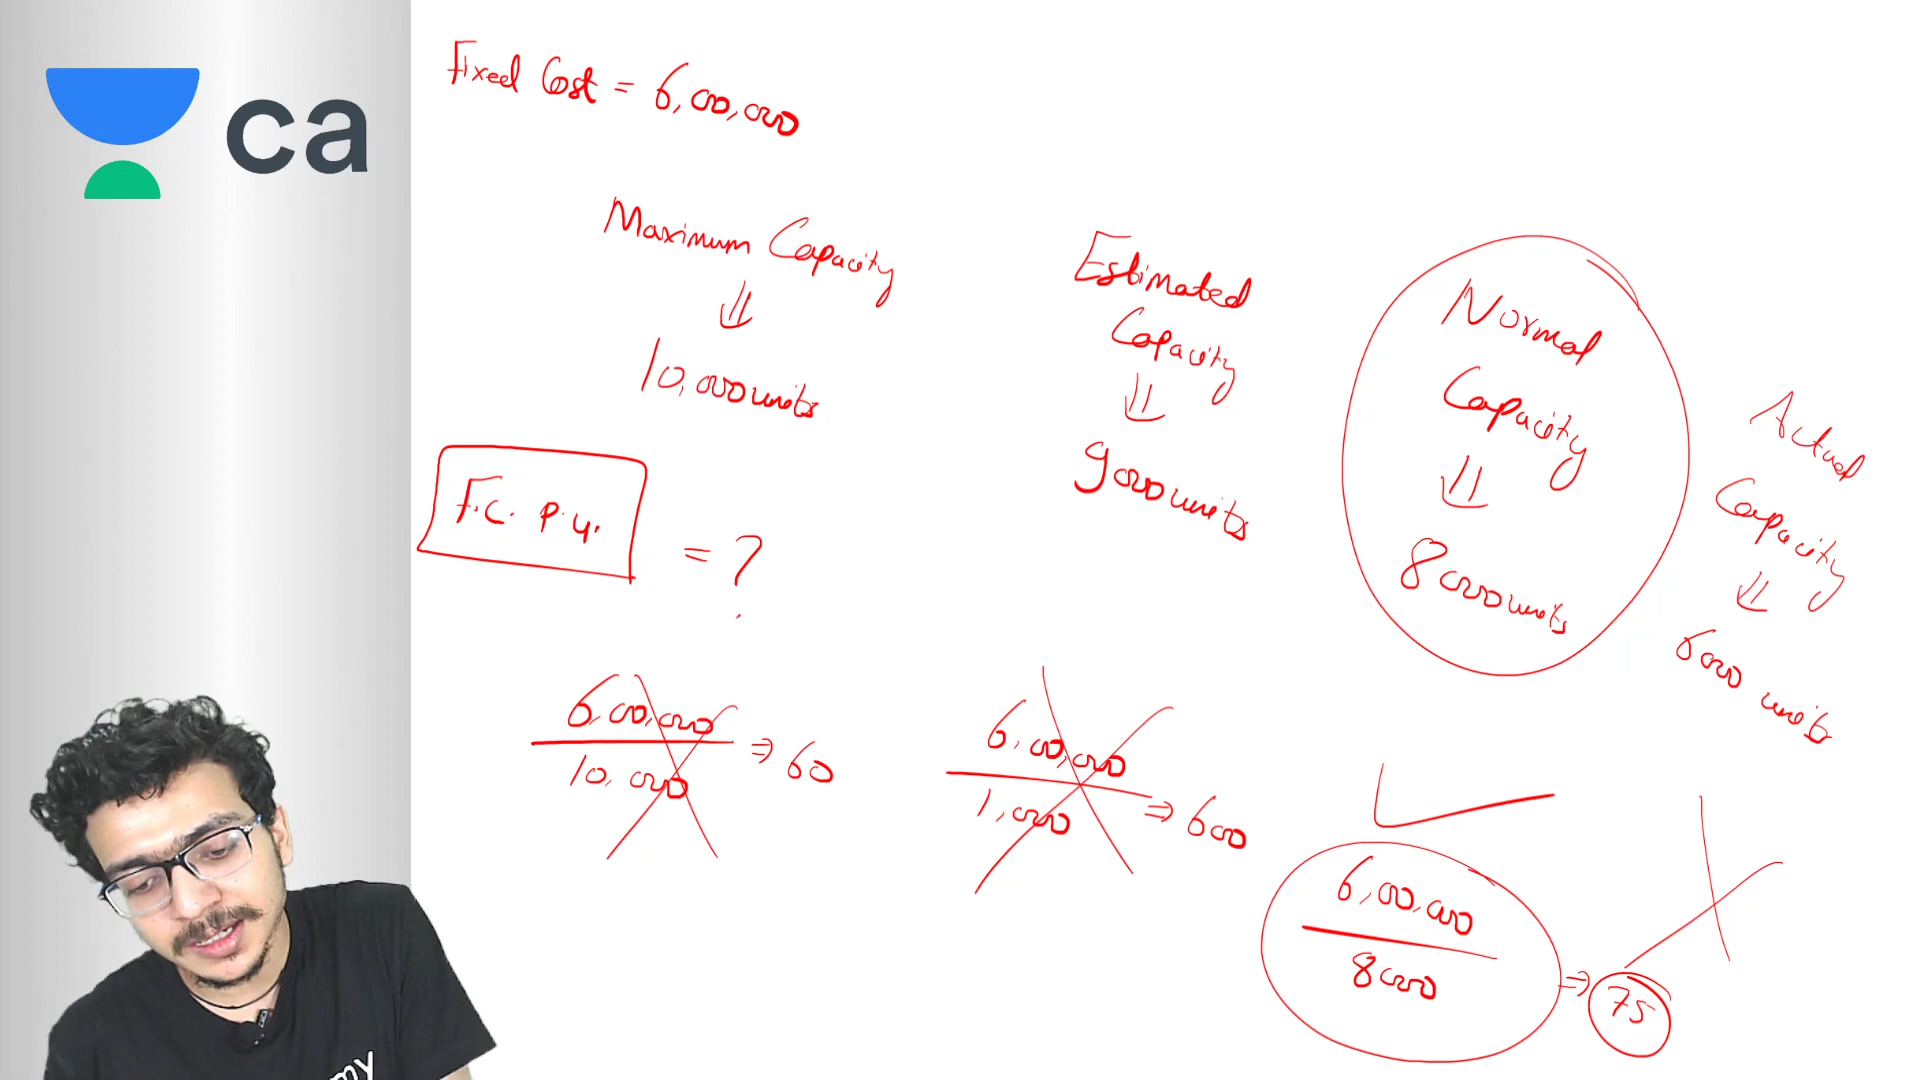 ca
Fixed Cost = 6,00,000
Maximum Capacity
⇓
10,000 units
Estimated
Capacity
⇓
9000 units
Normal
Capacity
⇓
8000 units
Actual
Capacity
⇓
6000 units
F.C. P.U. = ?
6,00,000
10,000
⇒ 60
6,00,000
1,000
⇒ 600
6,00,000
8000
⇒ 75
my